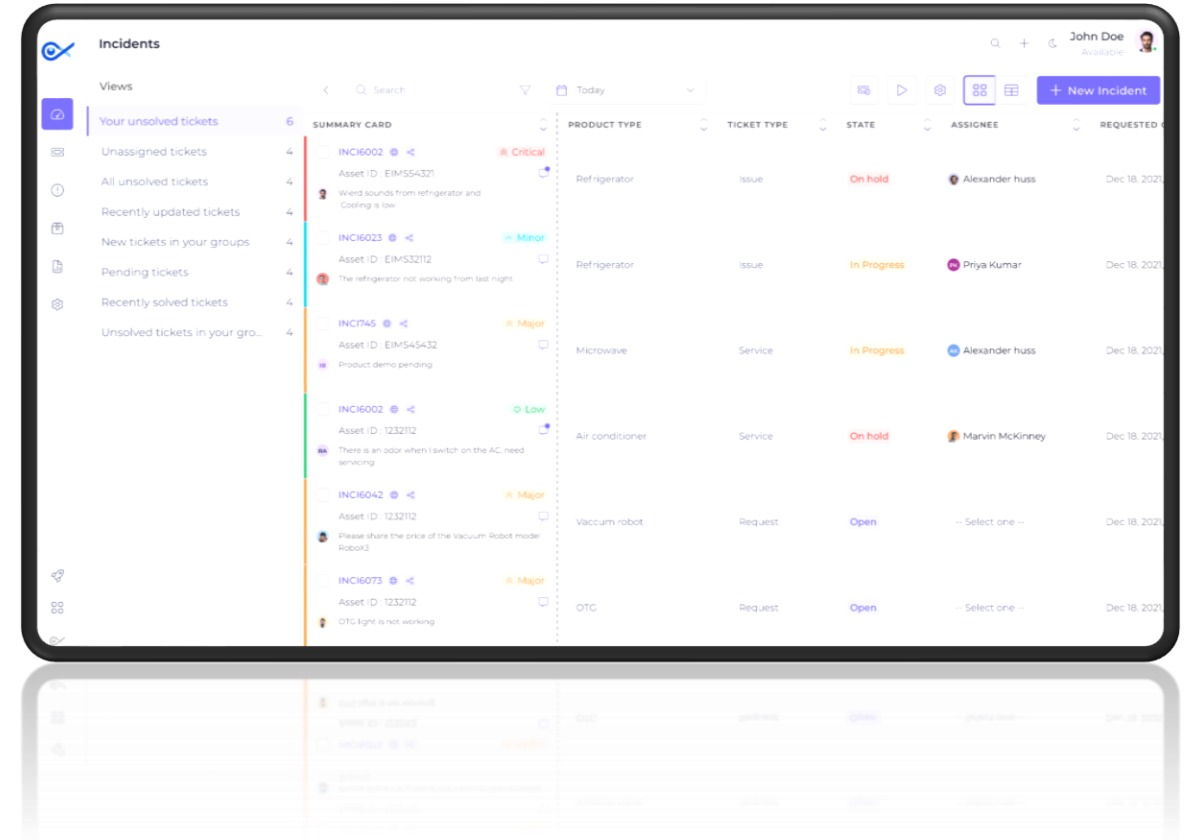 Incidents
John Doe
Available
Views
Search
Today
+ New Incident
Your unsolved tickets 6
Unassigned tickets 4
All unsolved tickets 4
Recently updated tickets 4
New tickets in your groups 4
Pending tickets 4
Recently solved tickets 4
Unsolved tickets in your gro... 4
SUMMARY CARD PRODUCT TYPE TICKET TYPE STATE ASSIGNEE REQUESTED
INCI6002 Critical
Asset ID : EIMS54321
Wierd sounds from refrigerator and
Cooling is low
Refrigerator Issue On hold Alexander huss Dec 18, 2021,
INCI6023 Minor
Asset ID : EIMS32112
The refrigerator not working from last night
Refrigerator Issue In Progress Priya Kumar Dec 18, 2021,
INCI745 Major
Asset ID : EIMS45432
Product demo pending
Microwave Service In Progress Alexander huss Dec 18, 2021,
INCI6002 Low
Asset ID : 1232112
There is an odor when I switch on the AC, need
servicing
Air conditioner Service On hold Marvin McKinney Dec 18, 2021,
INCI6042 Major
Asset ID : 1232112
Please share the price of the Vacuum Robot model
RoboX3
Vaccum robot Request Open -- Select one -- Dec 18, 2021,
INCI6073 Major
Asset ID : 1232112
OTG light is not working
OTG Request Open -- Select one -- Dec 18, 2021,